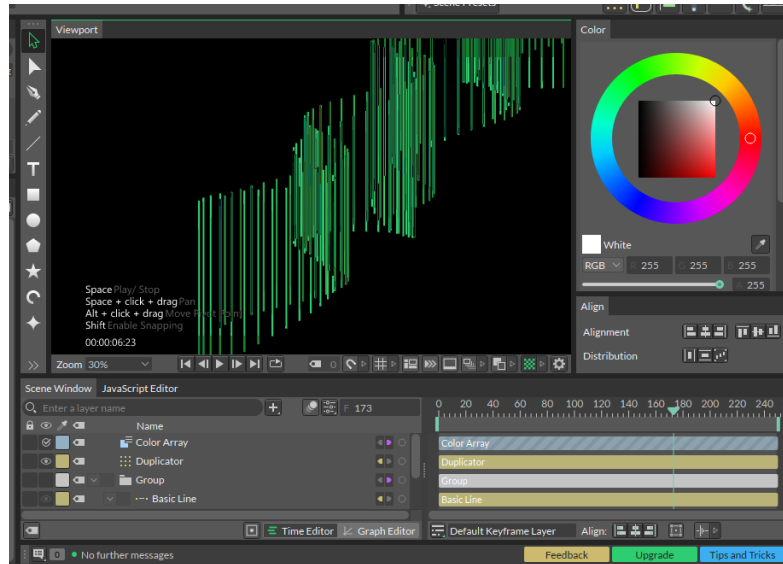 Scene Presets
Viewport
Color
T
Space Play/ Stop
Space + click + drag Pan
Alt + click + drag Move Pivot Point
Shift Enable Snapping
00:00:06:23
White
RGB R 255 G 255 B 255
A 255
Align
Alignment
Distribution
Zoom 30% 0
Scene Window JavaScript Editor
Enter a layer name F 173
0 20 40 60 80 100 120 140 160 180 200 220 240
Name
Color Array Color Array
Duplicator Duplicator
Group Group
Basic Line Basic Line
Time Editor Graph Editor Default Keyframe Layer Align:
0 No further messages Feedback Upgrade Tips and Tricks